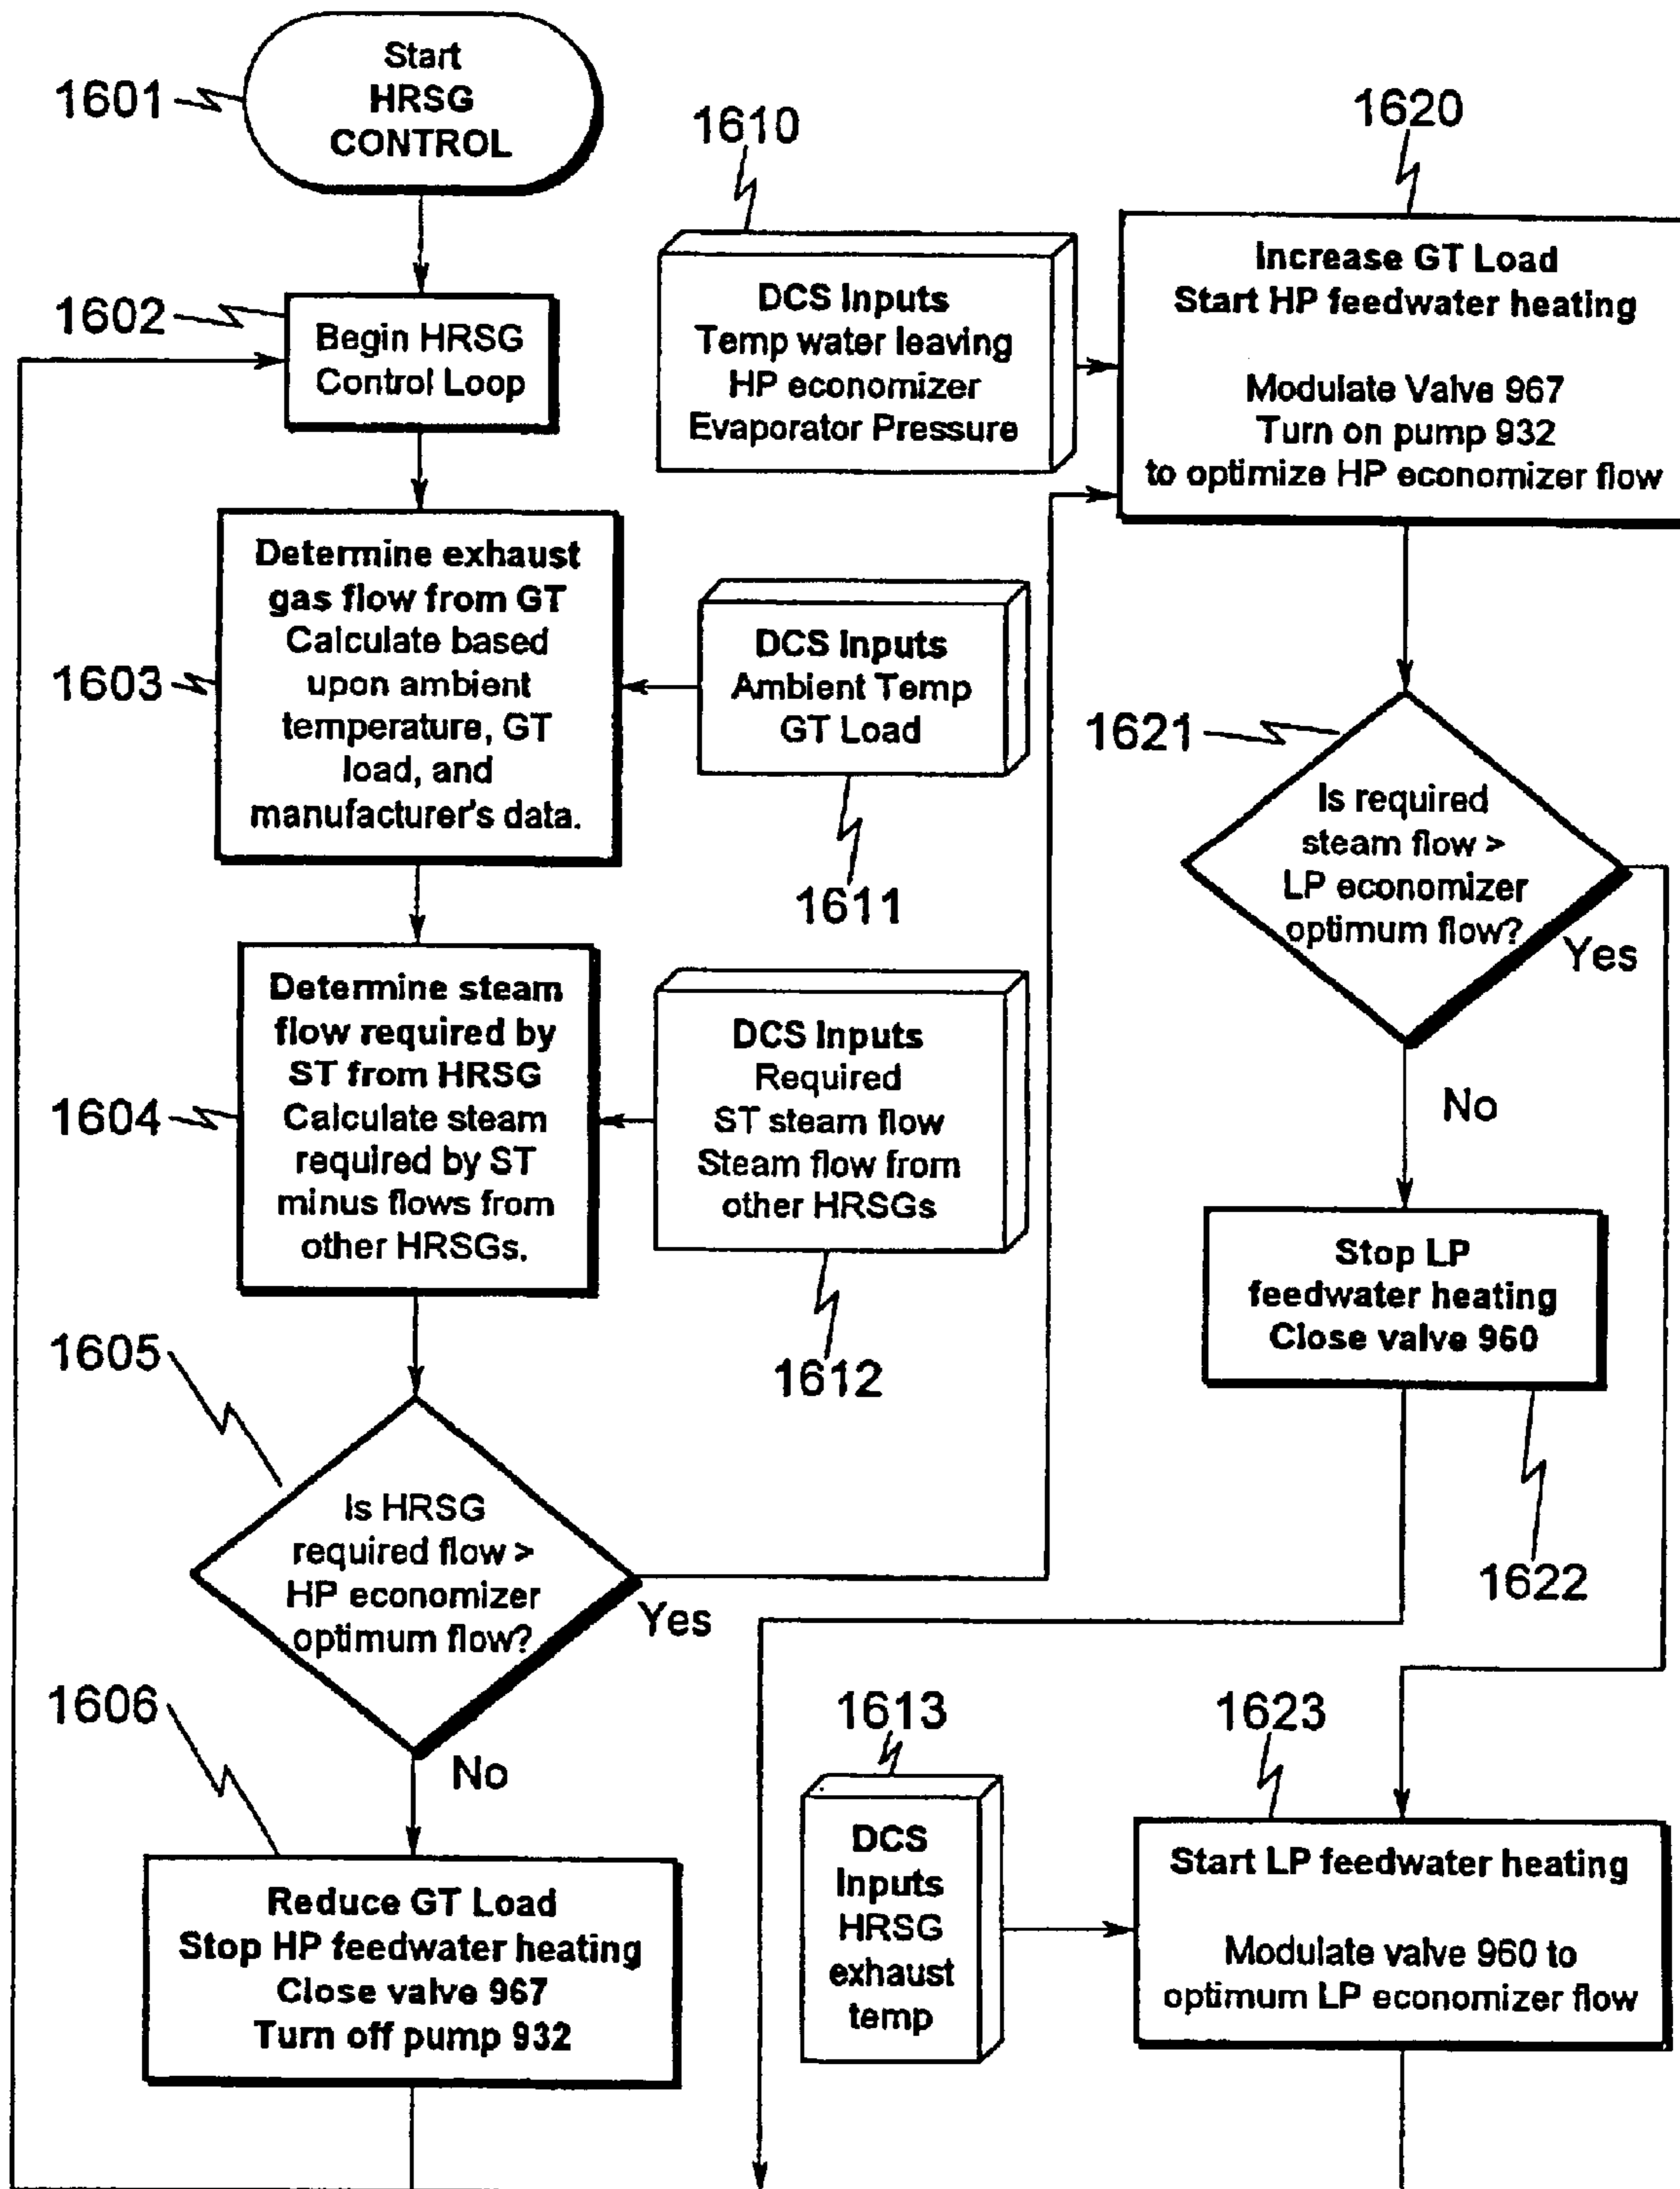 1601
Start
HRSG
CONTROL
1602
Begin HRSG
Control Loop
1603
Determine exhaust
gas flow from GT
Calculate based
upon ambient
temperature, GT
load, and
manufacturer's data.
1604
Determine steam
flow required by
ST from HRSG
Calculate steam
required by ST
minus flows from
other HRSGs.
1605
Is HRSG
required flow >
HP economizer
optimum flow?
Yes
No
1606
Reduce GT Load
Stop HP feedwater heating
Close valve 967
Turn off pump 932
1610
DCS Inputs
Temp water leaving
HP economizer
Evaporator Pressure
DCS Inputs
Ambient Temp
GT Load
1611
DCS Inputs
Required
ST steam flow
Steam flow from
other HRSGs
1612
1613
DCS
Inputs
HRSG
exhaust
temp
1620
Increase GT Load
Start HP feedwater heating
Modulate Valve 967
Turn on pump 932
to optimize HP economizer flow
1621
Is required
steam flow >
LP economizer
optimum flow?
Yes
No
Stop LP
feedwater heating
Close valve 960
1622
1623
Start LP feedwater heating
Modulate valve 960 to
optimum LP economizer flow